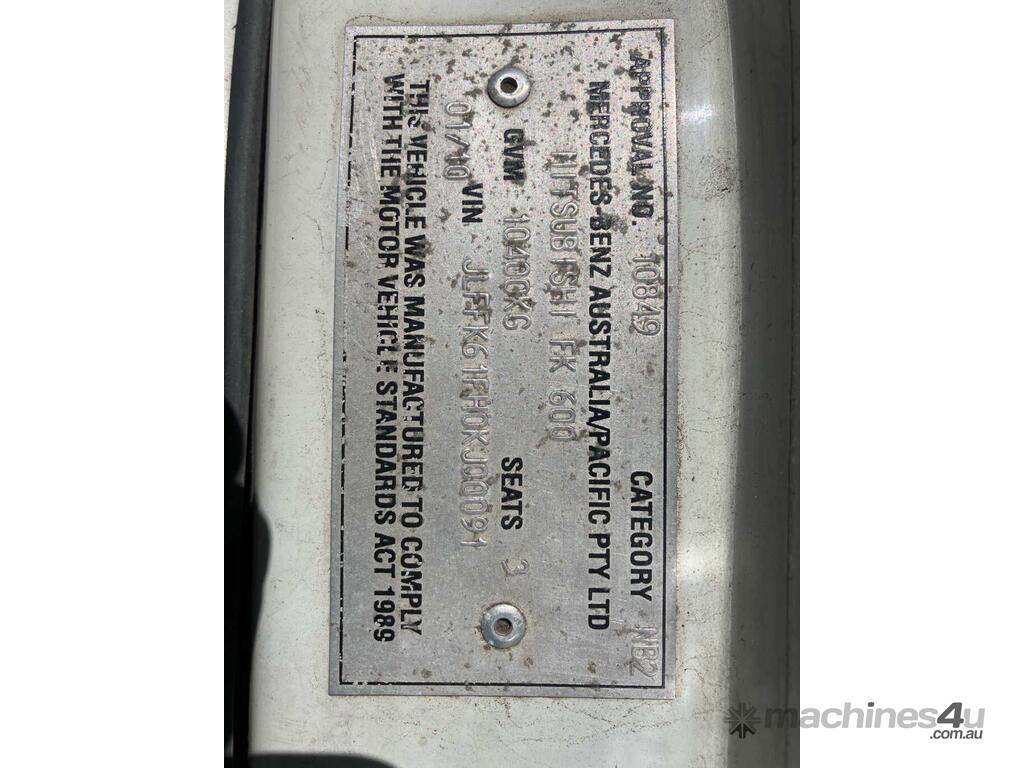 APPROVAL NO. 10849 CATEGORY NB2
MERCEDES-BENZ AUSTRALIA/PACIFIC PTY LTD
MITSUBISHI FK 600
GVM 10400KG SEATS 3
01/10 VIN JLFFK61FH0KJ00091
THIS VEHICLE WAS MANUFACTURED TO COMPLY
WITH THE MOTOR VEHICLE STANDARDS ACT 1989
machines4u
.com.au